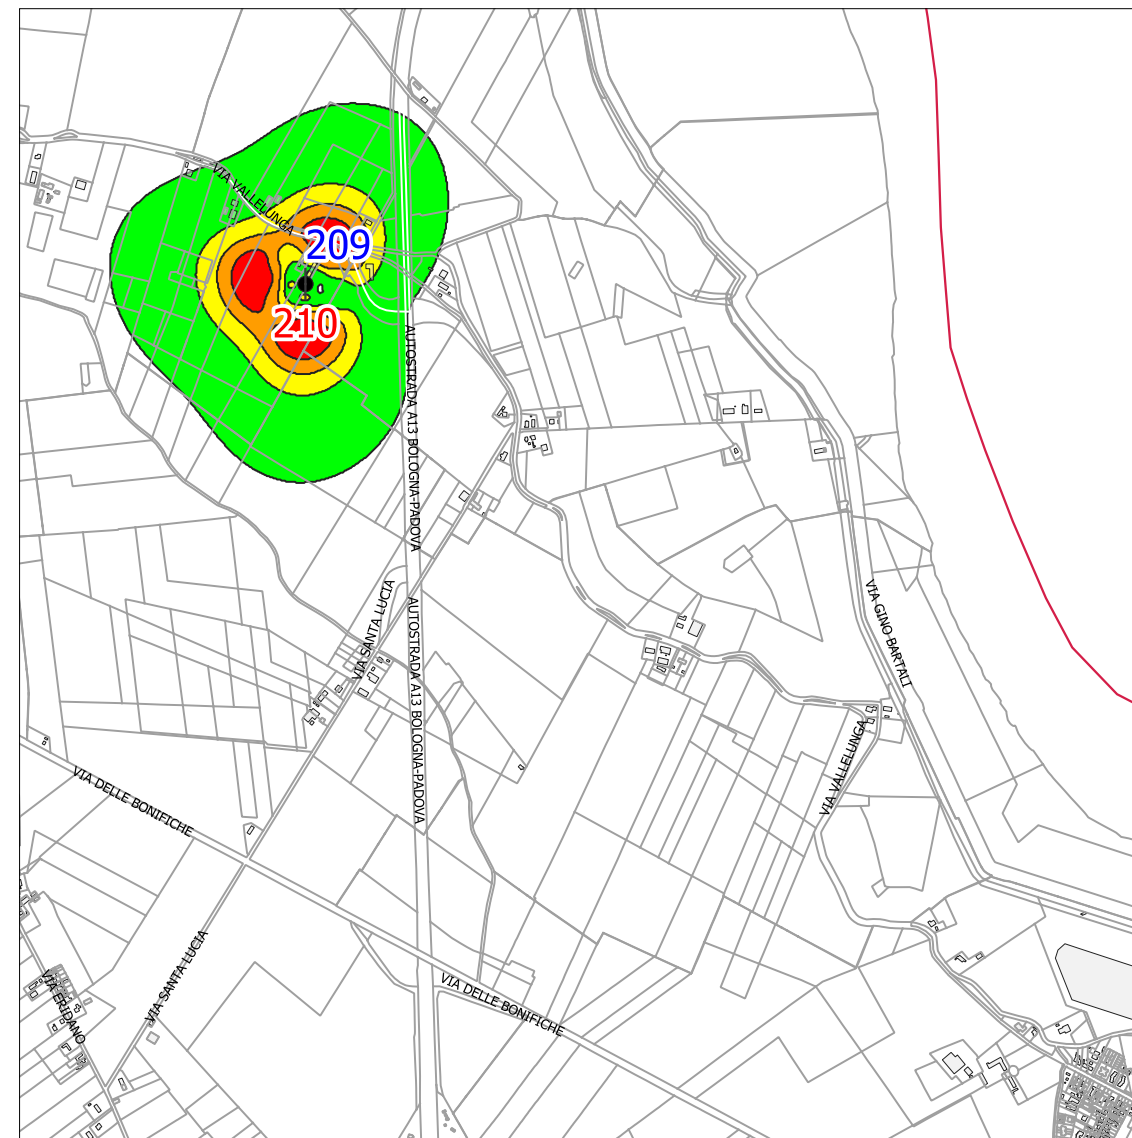 VIA VALLELUNGA
209
210
AUTOSTRADA A13 BOLOGNA-PADOVA
VIA SANTA LUCIA
VIA GINO BARTALI
AUTOSTRADA A13 BOLOGNA-PADOVA
VIA VALLELUNGA
VIA DELLE BONIFICHE
VIA SANTA LUCIA
VIA ERIDANO
VIA DELLE BONIFICHE